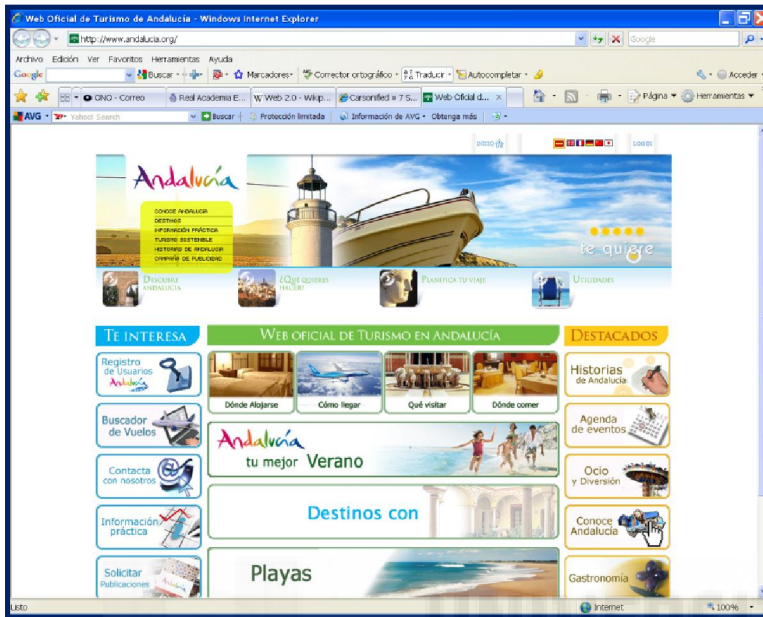 Web Oficial de Turismo de Andalucía - Windows Internet Explorer
http://www.andalucia.org/
Google
Archivo Edición Ver Favoritos Herramientas Ayuda
Google Buscar Marcadores Corrector ortográfico Traducir Autocompletar Acceder
ONO - Correo Real Academia E... Web 2.0 - Wikip... Carsonified » 7 S... Web Oficial d... Página Herramientas
AVG Yahoo! Search Buscar Protección limitada Información de AVG Obtenga más
INICIO
Andalucía
CONOCE ANDALUCIA
DESTINOS
INFORMACIÓN PRÁCTICA
TURISMO SOSTENIBLE
HISTORIAS DE ANDALUCIA
CAMPAÑA DE PUBLICIDAD
te quiere
DESCUBRE ANDALUCÍA
¿QUÉ QUIERES HACER?
PLANIFICA TU VIAJE
UTILIDADES
TE INTERESA
WEB OFICIAL DE TURISMO EN ANDALUCÍA
DESTACADOS
Registro
de Usuarios
Andalucía
Buscador
de Vuelos
Contacta
con nosotros
Información
práctica
Solicitar
Publicaciones
Dónde Alojarse Cómo llegar Qué visitar Dónde comer
Andalucía
tu mejor Verano
Destinos con
Playas
Historias
de Andalucía
Agenda
de eventos
Ocio
y Diversión
Conoce
Andalucía
Gastronomía
Listo Internet 100%